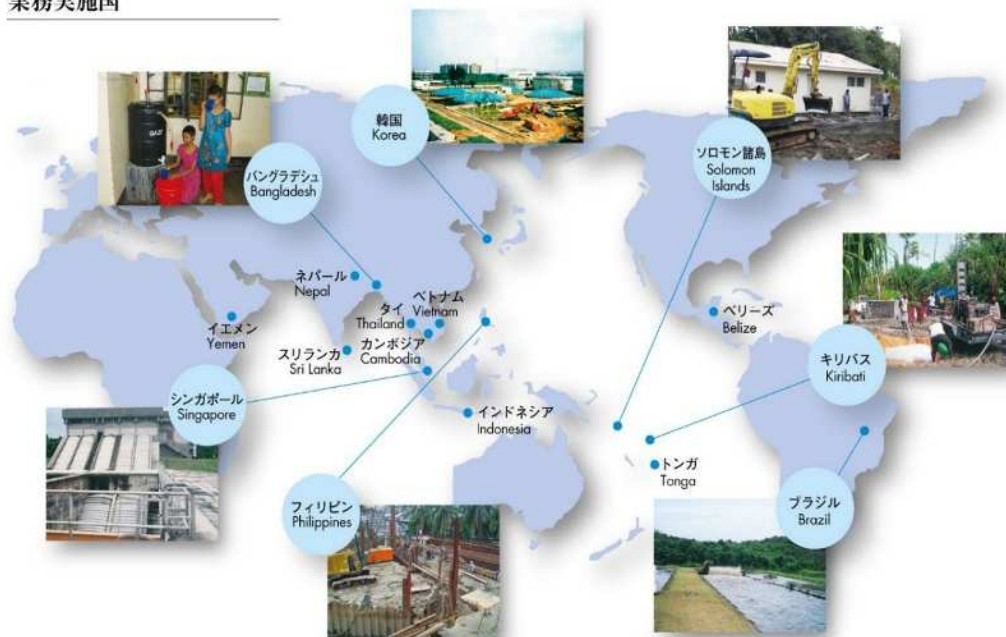 業務実施国
韓国
Korea
ソロモン諸島
Solomon
Islands
バングラデシュ
Bangladesh
ネパール
Nepal
ベトナム
Vietnam
タイ
Thailand
イエメン
Yemen
カンボジア
Cambodia
スリランカ
Sri Lanka
ベリーズ
Belize
キリバス
Kiribati
シンガポール
Singapore
インドネシア
Indonesia
トンガ
Tonga
フィリピン
Philippines
ブラジル
Brazil
GAZI